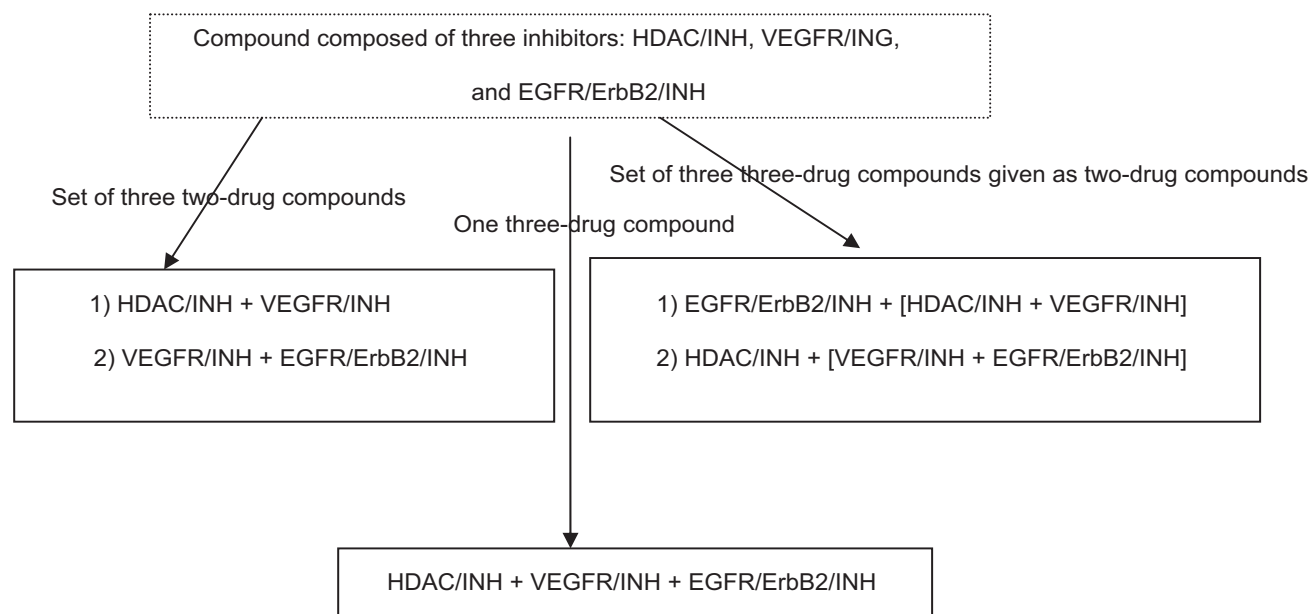 Compound composed of three inhibitors: HDAC/INH, VEGFR/ING,
and EGFR/ErbB2/INH
Set of three two-drug compounds
One three-drug compound
Set of three three-drug compounds given as two-drug compounds
1) HDAC/INH + VEGFR/INH
2) VEGFR/INH + EGFR/ErbB2/INH
1) EGFR/ErbB2/INH + [HDAC/INH + VEGFR/INH]
2) HDAC/INH + [VEGFR/INH + EGFR/ErbB2/INH]
HDAC/INH + VEGFR/INH + EGFR/ErbB2/INH